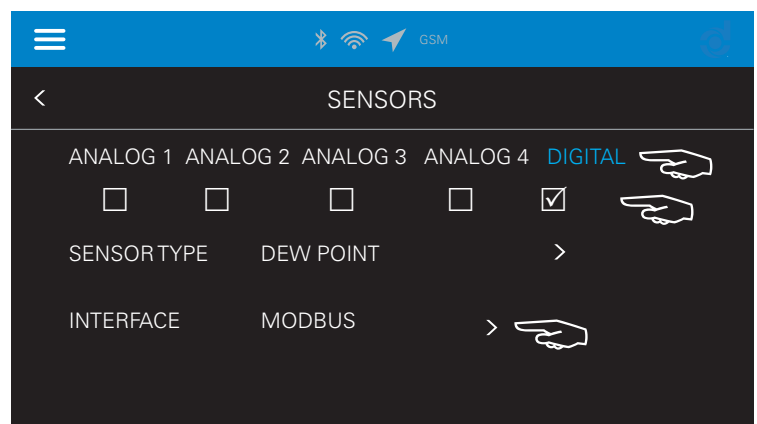 GSM
< SENSORS
ANALOG 1 ANALOG 2 ANALOG 3 ANALOG 4 DIGITAL
SENSOR TYPE DEW POINT >
INTERFACE MODBUS >